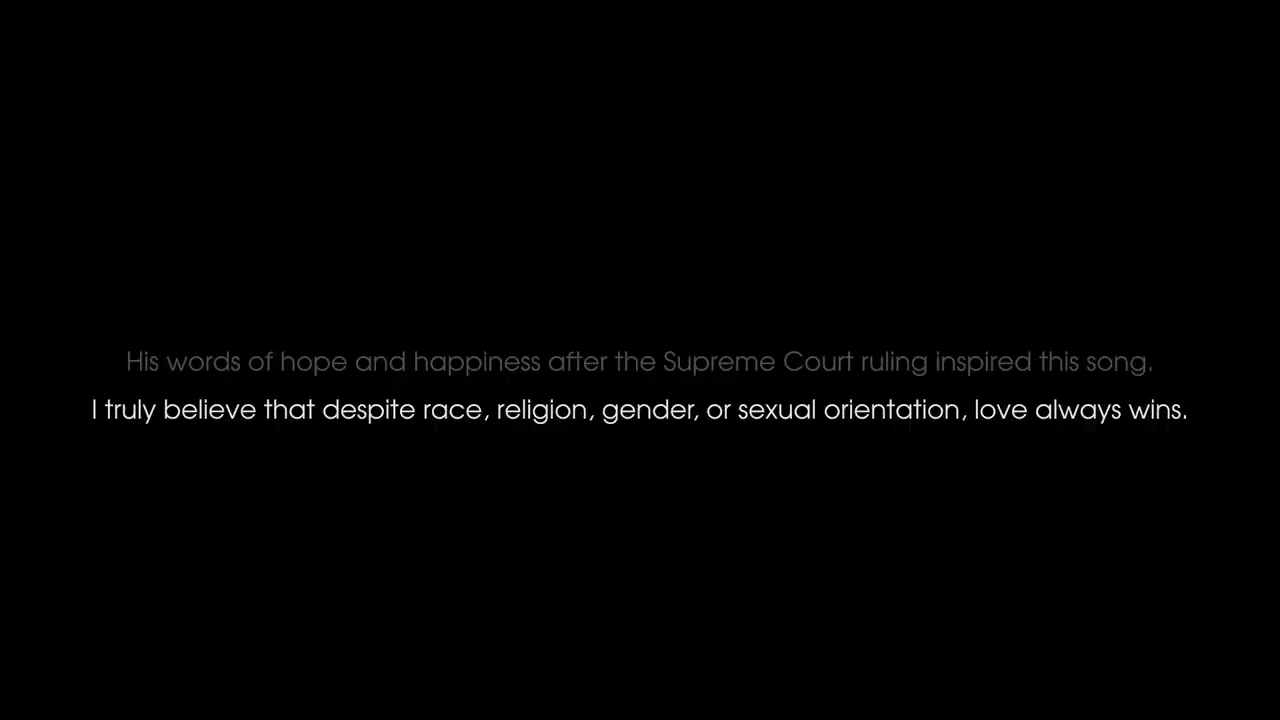 His words of hope and happiness after the Supreme Court ruling inspired this song.
I truly believe that despite race, religion, gender, or sexual orientation, love always wins.